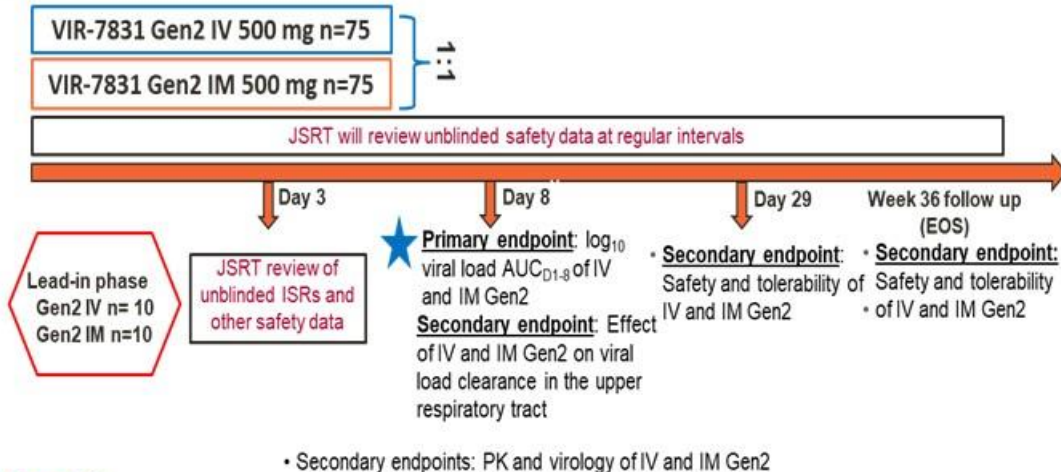 VIR-7831 Gen2 IV 500 mg n=75
VIR-7831 Gen2 IM 500 mg n=75
1:1
JSRT will review unblinded safety data at regular intervals
Day 3
Day 8
Day 29
Week 36 follow up
(EOS)
Lead-in phase
Gen2 IV n= 10
Gen2 IM n=10
JSRT review of
unblinded ISRs and
other safety data
Primary endpoint: log10
viral load AUCD1-8 of IV
and IM Gen2
Secondary endpoint: Effect
of IV and IM Gen2 on viral
load clearance in the upper
respiratory tract
• Secondary endpoint:
Safety and tolerability of
IV and IM Gen2
• Secondary endpoint:
Safety and tolerability
• of IV and IM Gen2
• Secondary endpoints: PK and virology of IV and IM Gen2